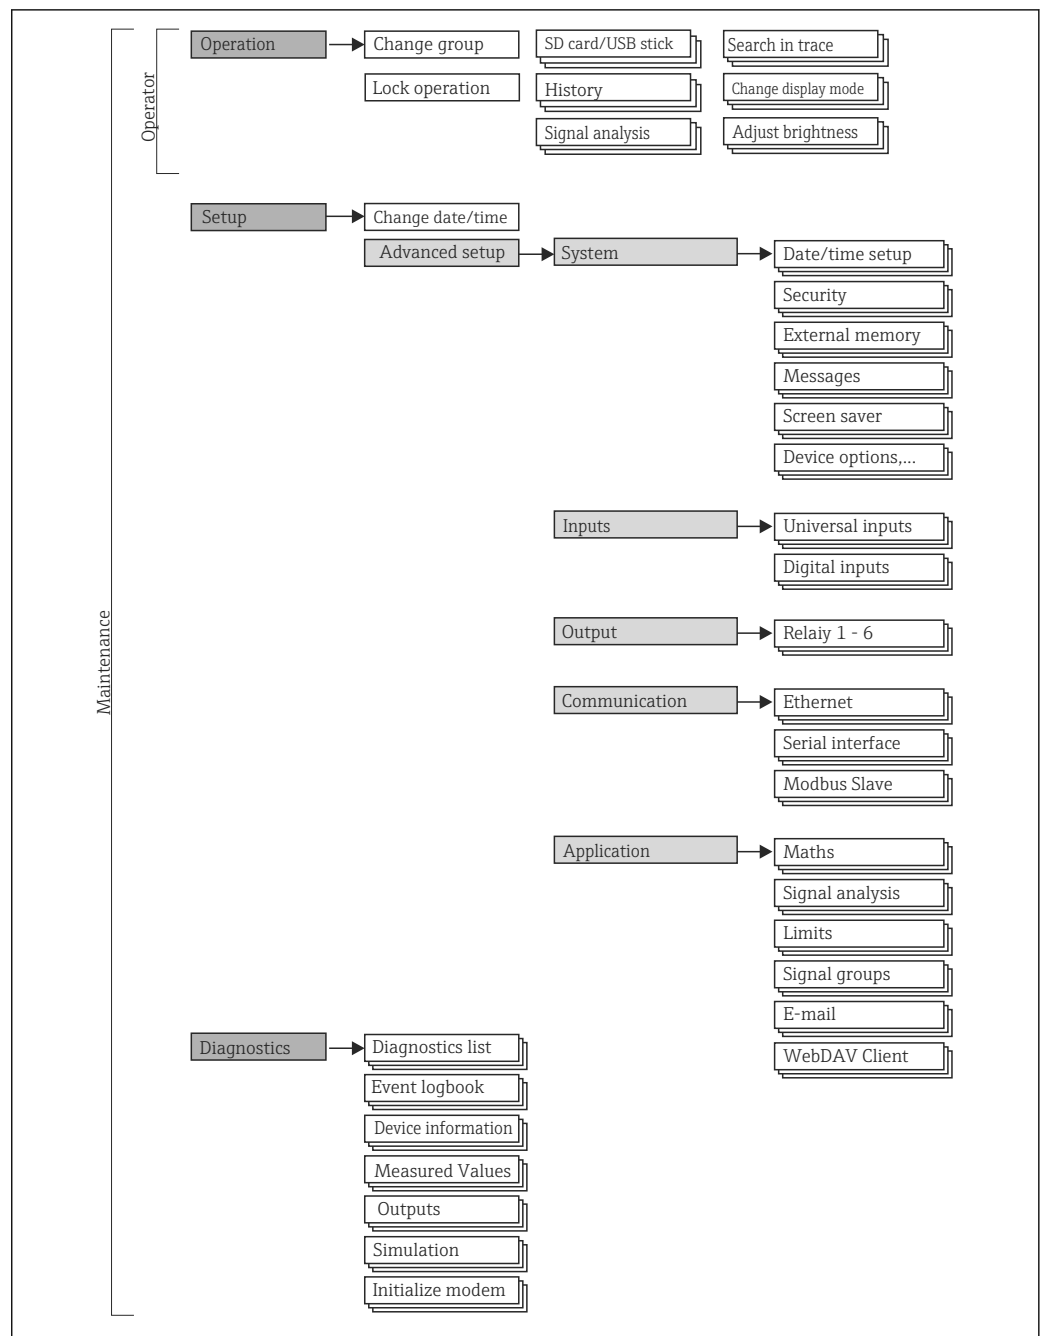 Operator
Maintenance
Operation
Change group
SD card/USB stick
Search in trace
Lock operation
History
Change display mode
Signal analysis
Adjust brightness
Setup
Change date/time
Advanced setup
System
Date/time setup
Security
External memory
Messages
Screen saver
Device options,...
Inputs
Universal inputs
Digital inputs
Output
Relaiy 1 - 6
Communication
Ethernet
Serial interface
Modbus Slave
Application
Maths
Signal analysis
Limits
Signal groups
E-mail
WebDAV Client
Diagnostics
Diagnostics list
Event logbook
Device information
Measured Values
Outputs
Simulation
Initialize modem